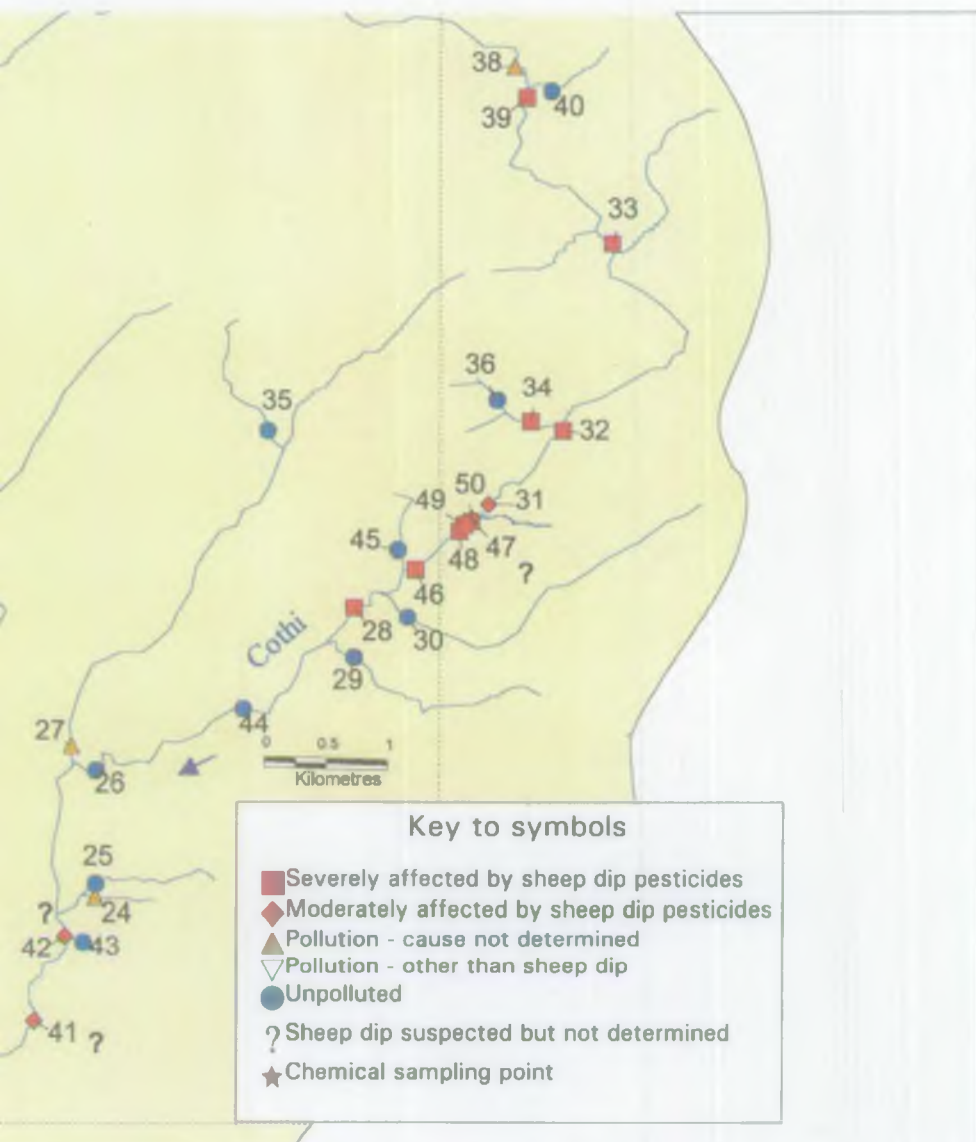 38
40
39
33
36
34
35
32
50
49
31
45
47
48
?
46
28
30
Cothi
29
44
27
0 0.5 1
Kilometres
26
25
24
?
42
43
41
?
Key to symbols
Severely affected by sheep dip pesticides
Moderately affected by sheep dip pesticides
Pollution - cause not determined
Pollution - other than sheep dip
Unpolluted
? Sheep dip suspected but not determined
Chemical sampling point